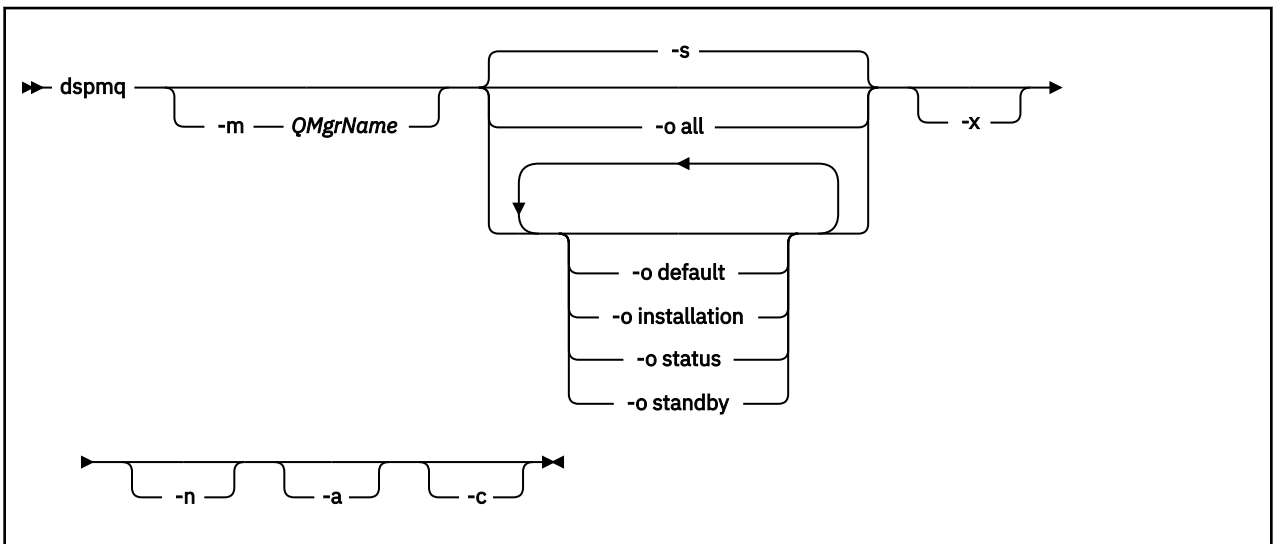 -s
dspmq
-m QMgrName
-o all
-x
-o default
-o installation
-o status
-o standby
-n -a -c